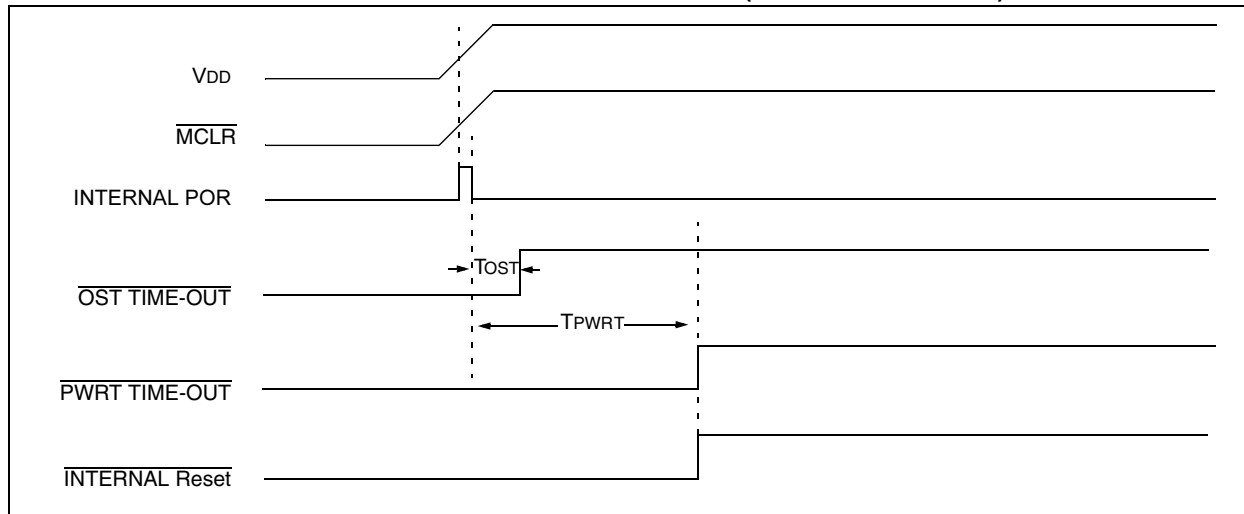 VDD
MCLR
INTERNAL POR
TOST
OST TIME-OUT
TPWRT
PWRT TIME-OUT
INTERNAL Reset